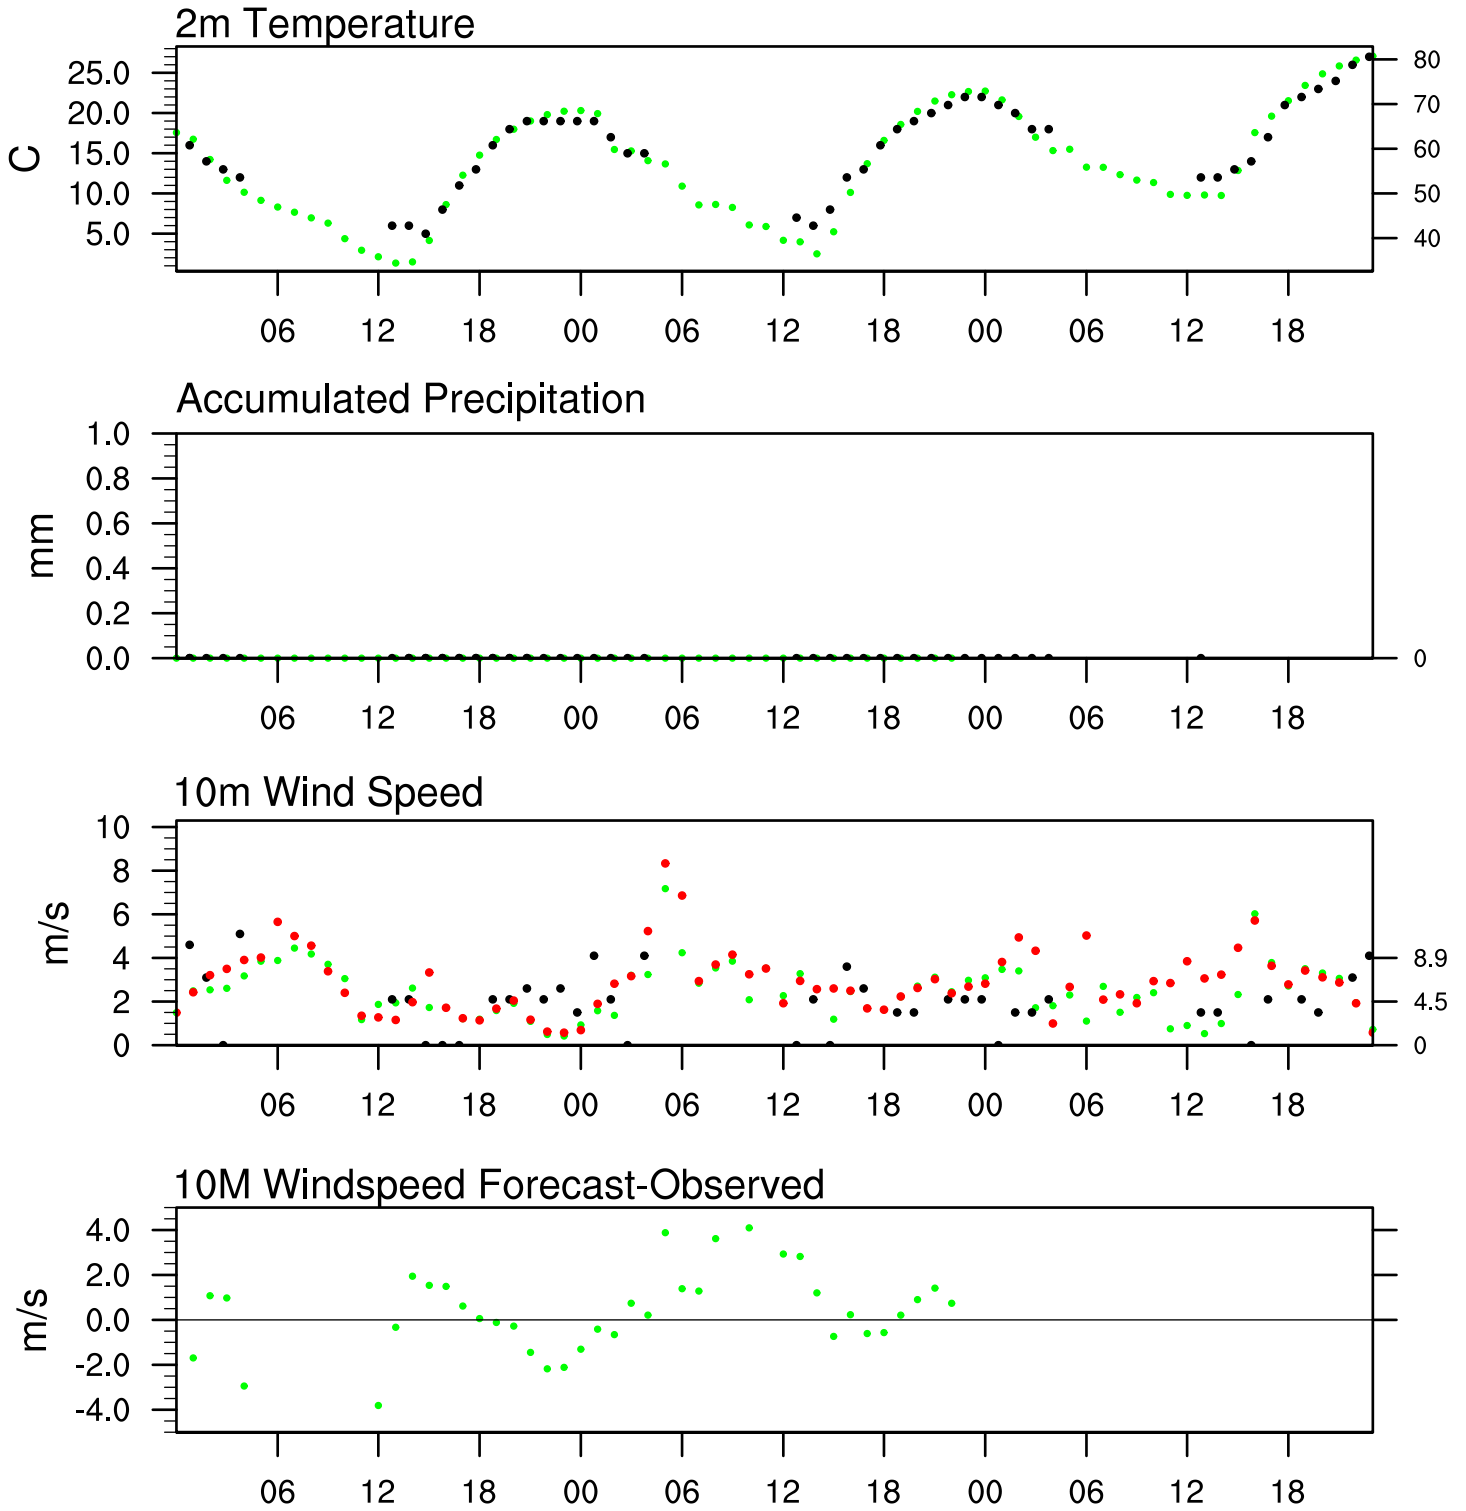 2m Temperature
25.0
20.0
15.0
10.0
5.0
C
80
70
60
50
40
06 12 18 00 06 12 18 00 06 12 18
Accumulated Precipitation
1.0
0.8
0.6
0.4
0.2
0.0
mm
0
06 12 18 00 06 12 18 00 06 12 18
10m Wind Speed
10
8
6
4
2
0
m/s
8.9
4.5
0
06 12 18 00 06 12 18 00 06 12 18
10M Windspeed Forecast-Observed
4.0
2.0
0.0
-2.0
-4.0
m/s
06 12 18 00 06 12 18 00 06 12 18